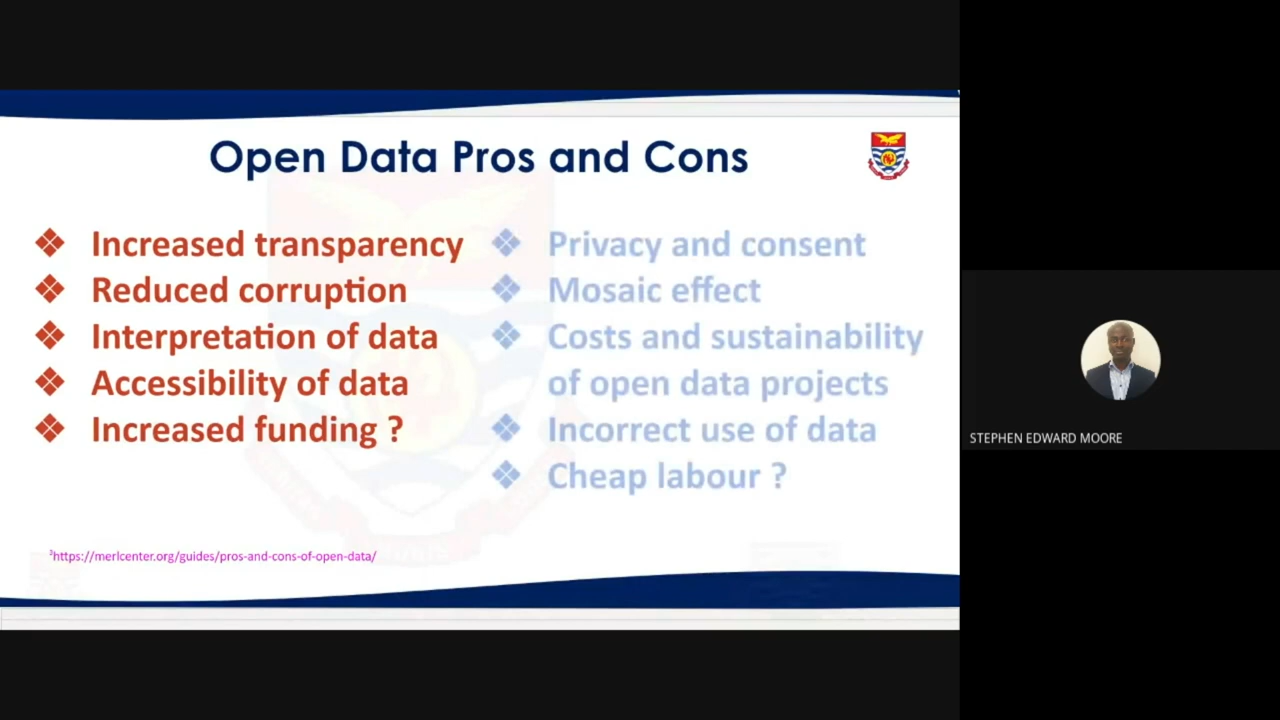 Open Data Pros and Cons
❖ Increased transparency
❖ Reduced corruption
❖ Interpretation of data
❖ Accessibility of data
❖ Increased funding ?
❖ Privacy and consent
❖ Mosaic effect
❖ Costs and sustainability
of open data projects
❖ Incorrect use of data
❖ Cheap labour ?
https://merlcenter.org/guides/pros-and-cons-of-open-data/
STEPHEN EDWARD MOORE